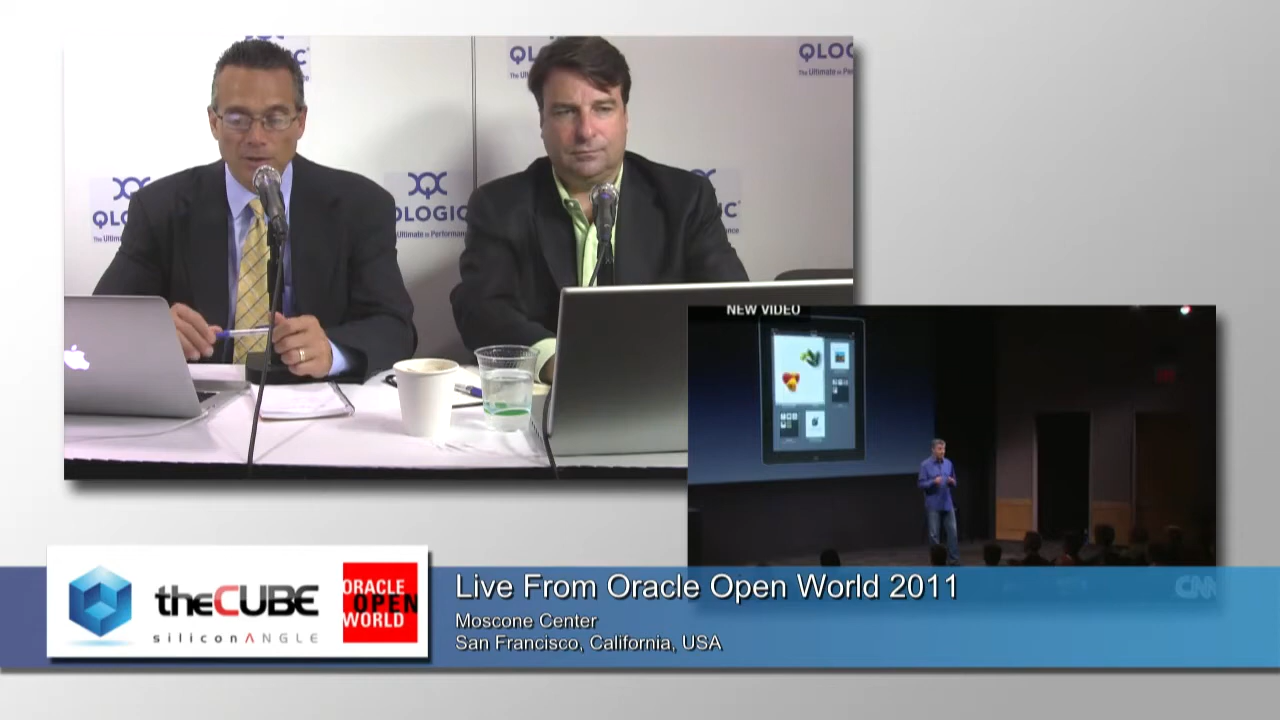 QLOGIC
The Ultimate in Performance
QLOGIC
NEW VIDEO
theCUBE
siliconANGLE
ORACLE
OPEN
WORLD
Live From Oracle Open World 2011
Moscone Center
San Francisco, California, USA
CNN